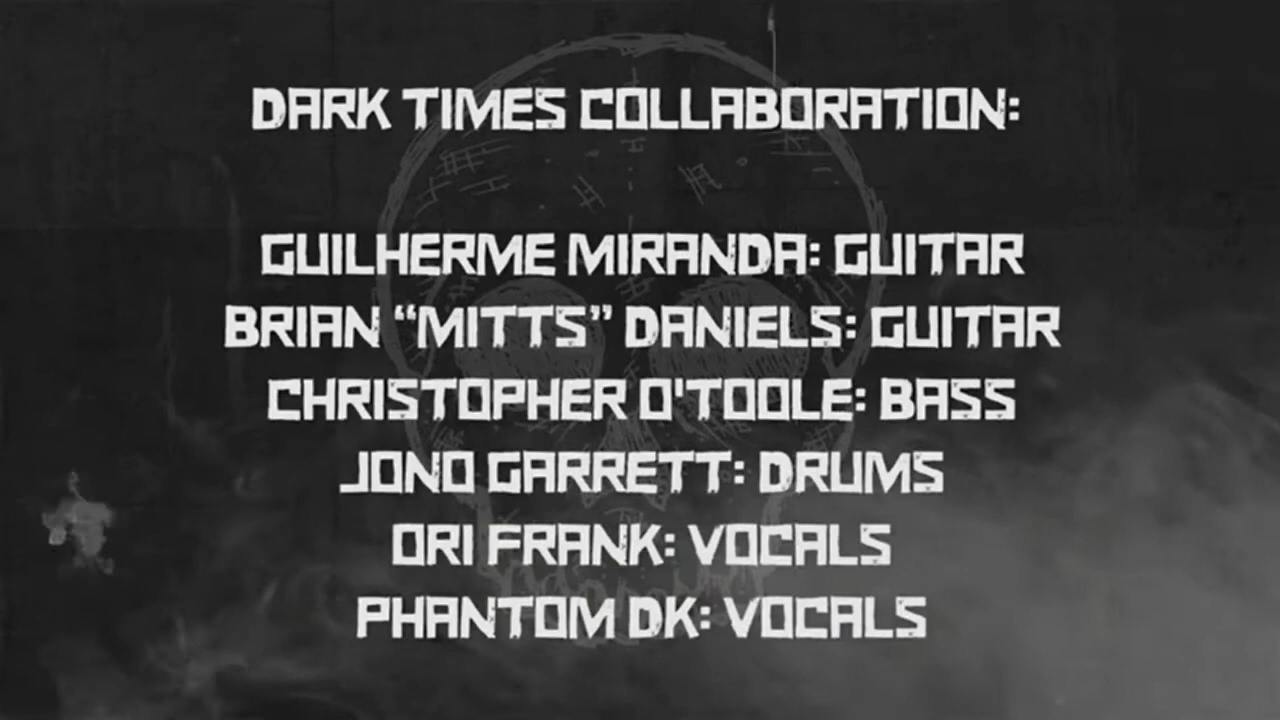 DARK TIMES COLLABORATION:
GUILHERME MIRANDA: GUITAR
BRIAN “MITTS” DANIELS: GUITAR
CHRISTOPHER O'TOOLE: BASS
JONO GARRETT: DRUMS
ORI FRANK: VOCALS
PHANTOM DK: VOCALS